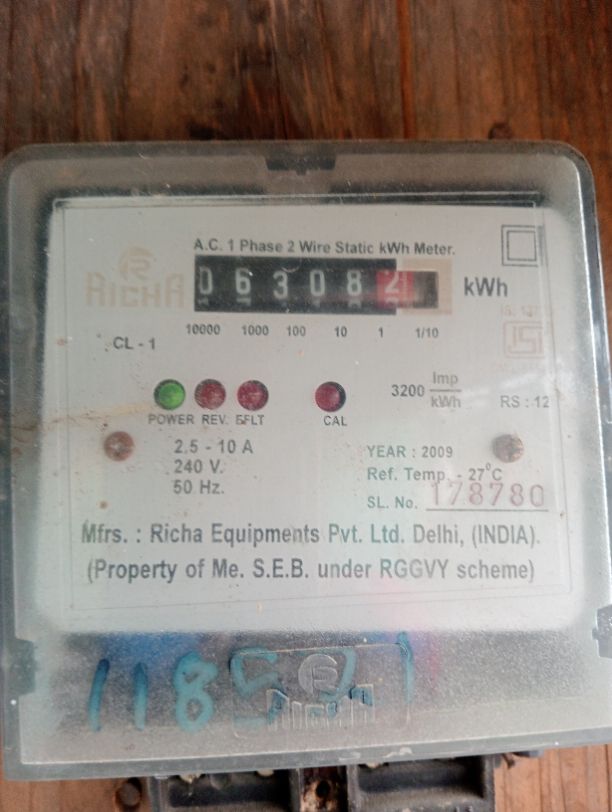 A.C. 1 Phase 2 Wire Static kWh Meter.
RICHA
063082 kWh
10000 1000 100 10 1 1/10
CL - 1
3200 Imp/kWh
RS : 12
POWER REV. EFLT CAL
2.5 - 10 A
240 V.
50 Hz.
YEAR : 2009
Ref. Temp. - 27°C
SL. No. 178780
Mfrs. : Richa Equipments Pvt. Ltd. Delhi, (INDIA).
(Property of Me. S.E.B. under RGGVY scheme)
RICHA